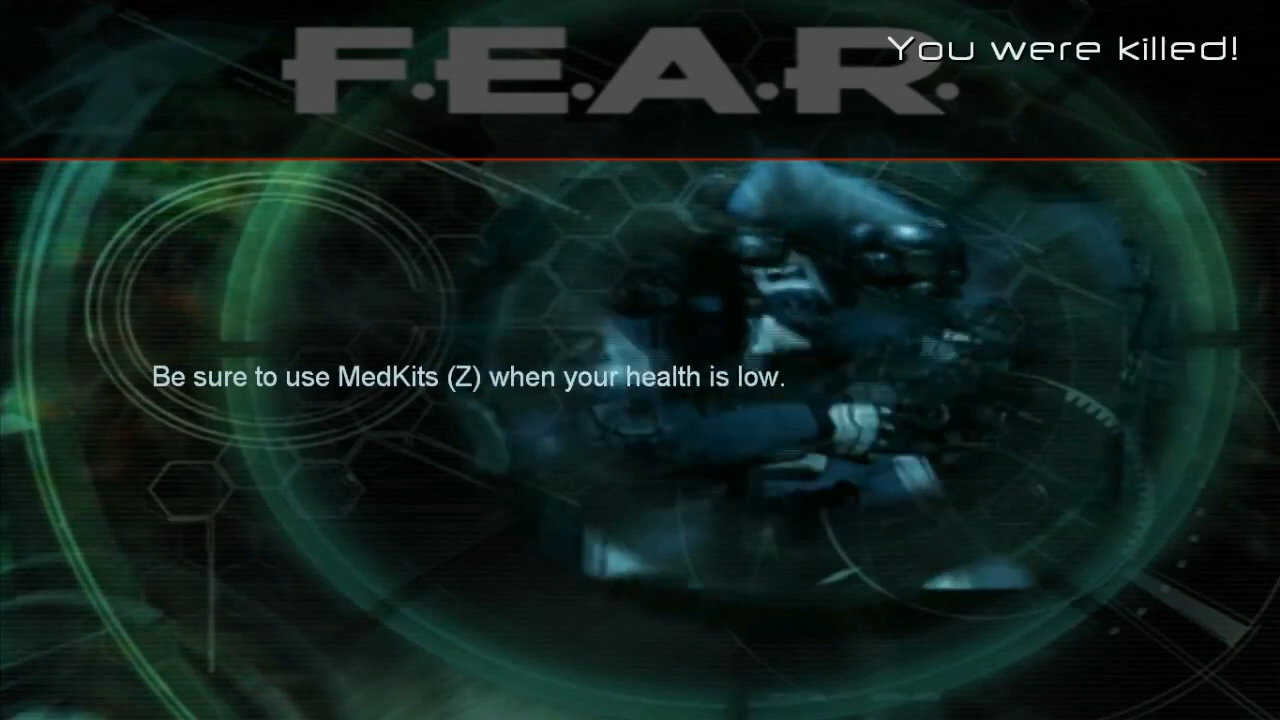 F.E.A.R.
You were killed!
Be sure to use MedKits (Z) when your health is low.